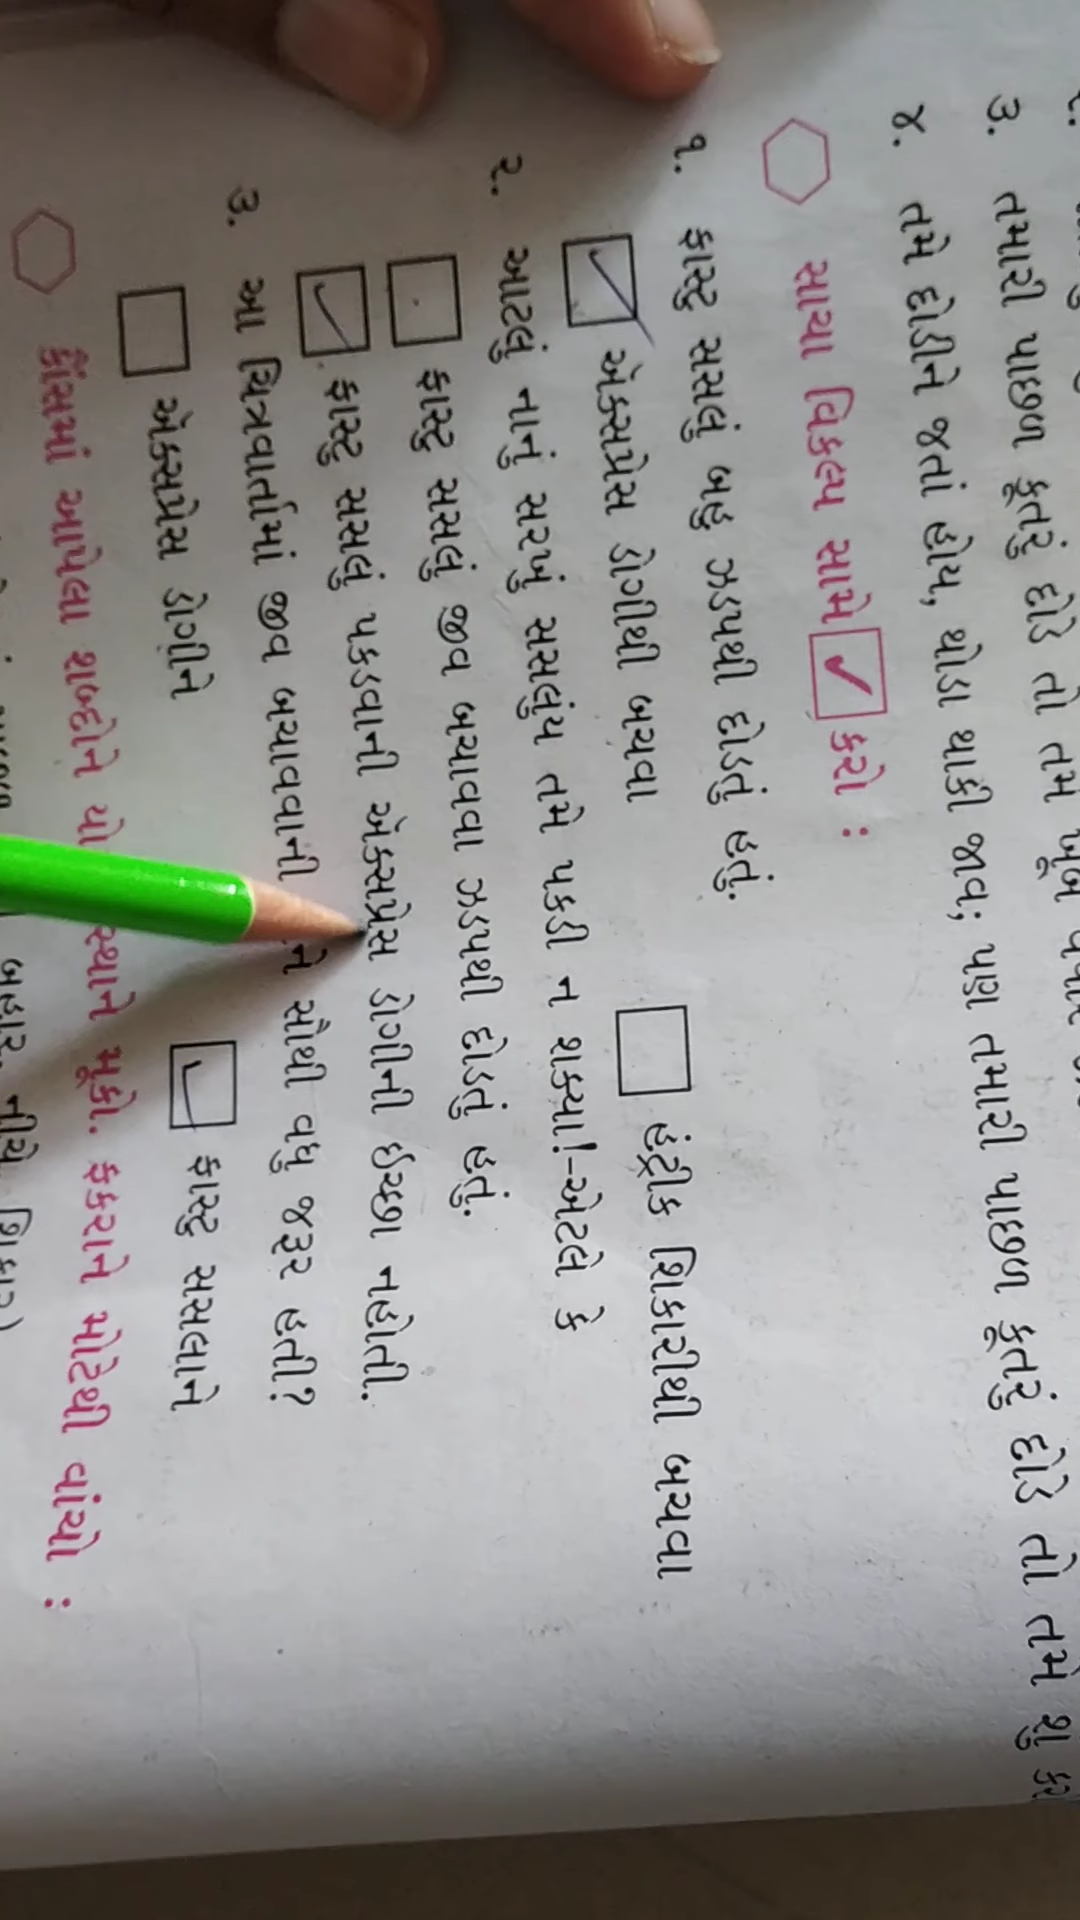 ૩. તમારી પાછળ કૂતરું દોડે તો તમે ખૂબ
૪. તમે દોડીને જતાં હોય, થોડા થાકી જાવ; પણ તમારી પાછળ કૂતરું દોડે તો તમે શું
સાચા વિકલ્પ સામે ✓ કરો :
૧. ફાસ્ટુ સસલું બહુ ઝડપથી દોડતું હતું.
✓ એક્સપ્રેસ ડોગીથી બચવા હંટ્રીક શિકારીથી બચવા
૨. આટલું નાનું સરખું સસલુંય તમે પકડી ન શક્યા!-એટલે કે
ફાસ્ટુ સસલું જીવ બચાવવા ઝડપથી દોડતું હતું.
✓ ફાસ્ટુ સસલું પકડવાની એક્સપ્રેસ ડોગીની ઈચ્છા નહોતી.
૩. આ ચિત્રવાર્તામાં જીવ બચાવવાની સૌથી વધુ જરૂર હતી?
એક્સપ્રેસ ડોગીને ✓ ફાસ્ટુ સસલાને
કૌંસમાં આપેલા શબ્દોને મૂકો. ફકરાને મોટેથી વાંચો :